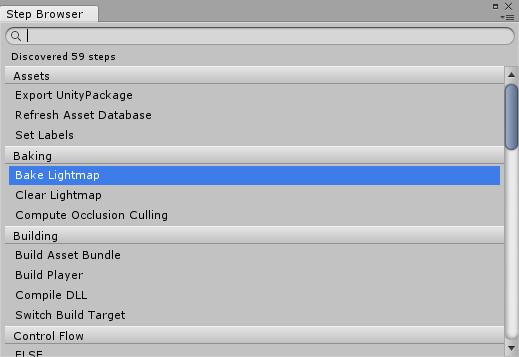 Step Browser
Discovered 59 steps
Assets
Export UnityPackage
Refresh Asset Database
Set Labels
Baking
Bake Lightmap
Clear Lightmap
Compute Occlusion Culling
Building
Build Asset Bundle
Build Player
Compile DLL
Switch Build Target
Control Flow
ELSE